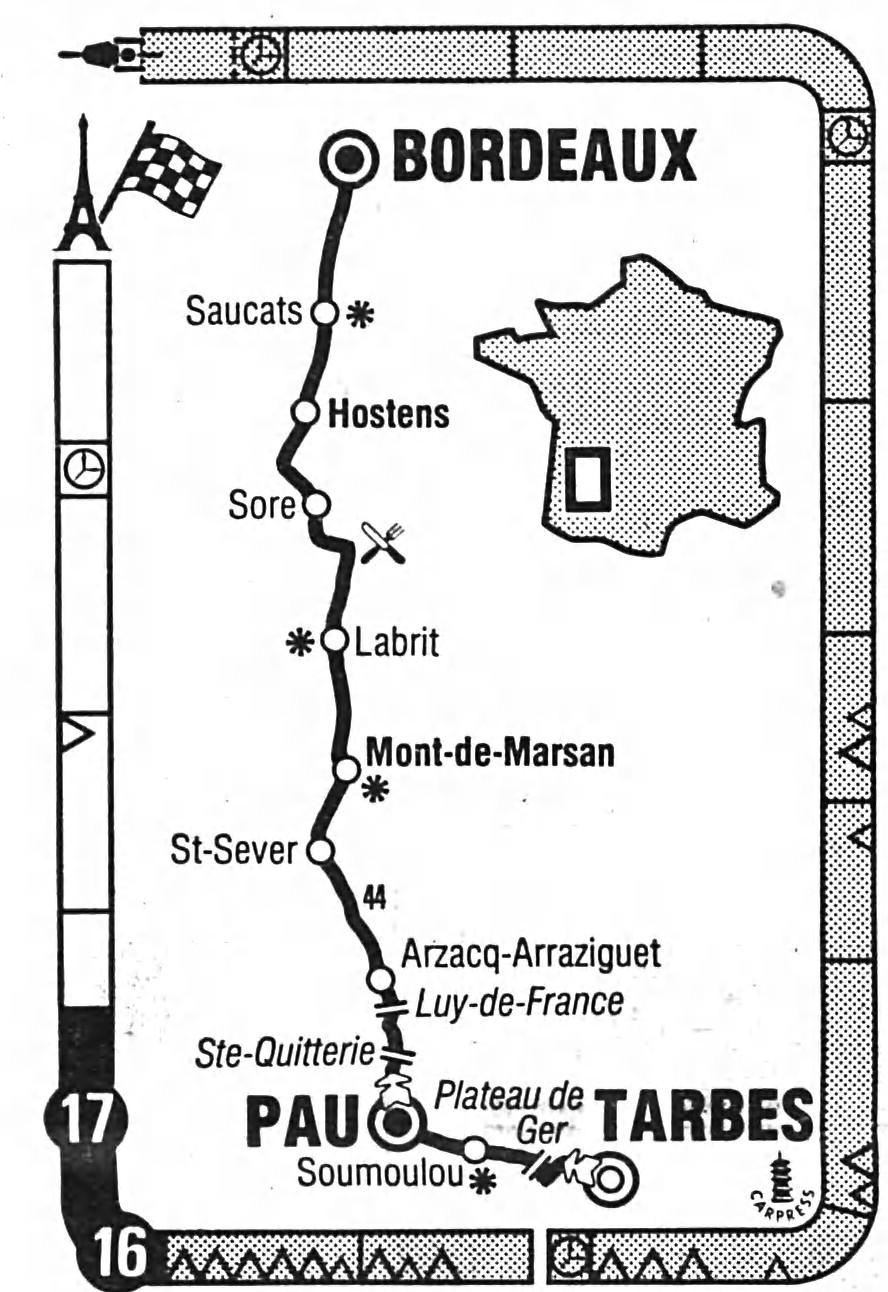 BORDEAUX
Saucats
Hostens
Sore
Labrit
Mont-de-Marsan
St-Sever
44
Arzacq-Arraziguet
Luy-de-France
Ste-Quitterie
PAU
Plateau de
Ger
TARBES
Soumoulou
17
16
CARPRESS